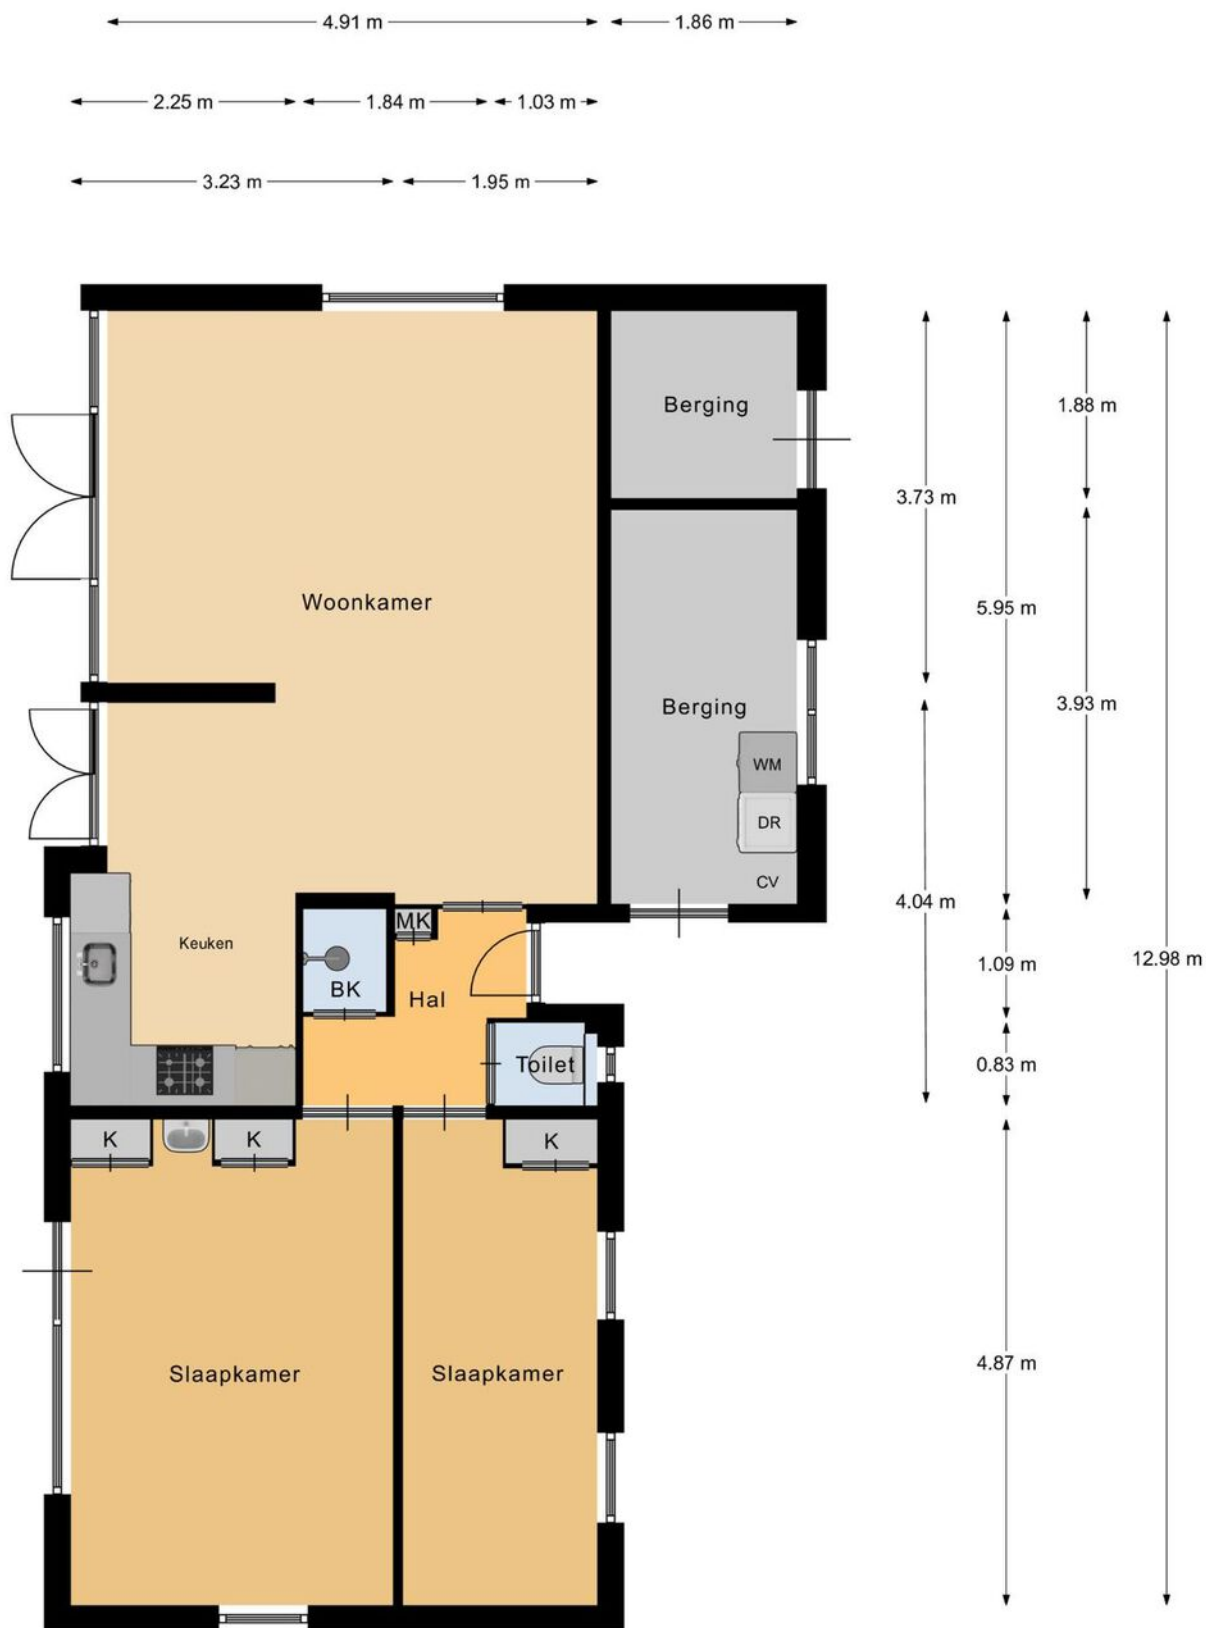 4.91 m
1.86 m
2.25 m
1.84 m
1.03 m
3.23 m
1.95 m
Berging
1.88 m
3.73 m
Woonkamer
5.95 m
Berging
3.93 m
WM
DR
CV
4.04 m
MK
Keuken
1.09 m
12.98 m
BK
Hal
Toilet
0.83 m
K
K
K
4.87 m
Slaapkamer
Slaapkamer